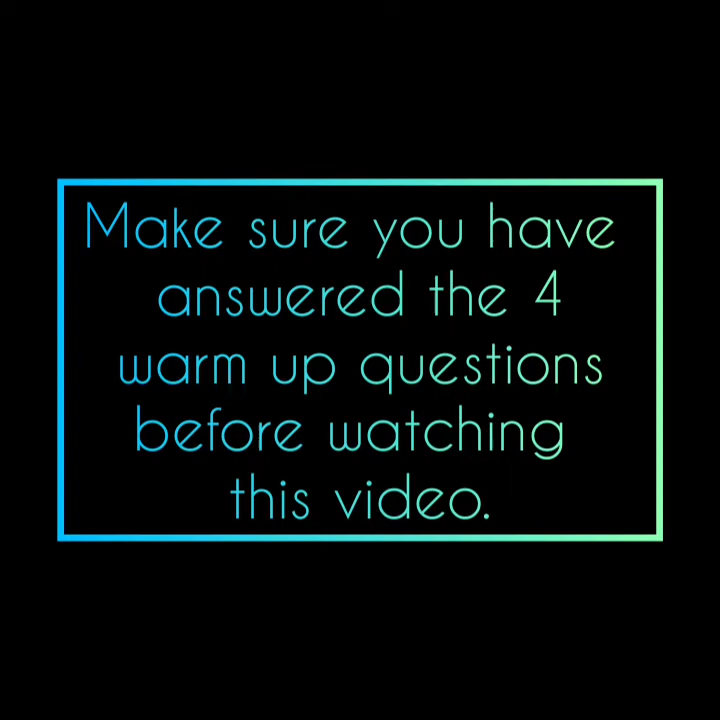 Make sure you have
answered the 4
warm up questions
before watching
this video.